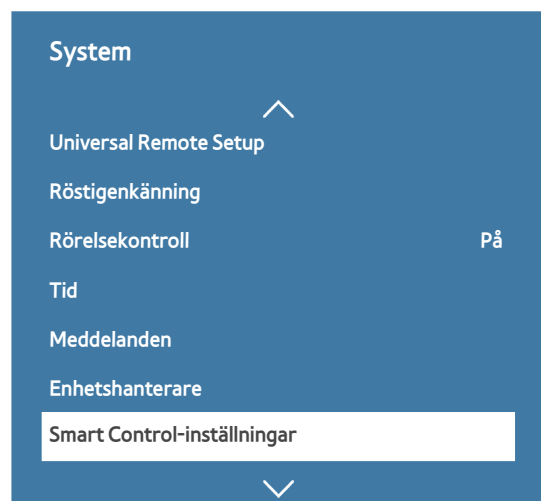 System
Universal Remote Setup
Röstigenkänning
Rörelsekontroll På
Tid
Meddelanden
Enhetshanterare
Smart Control-inställningar